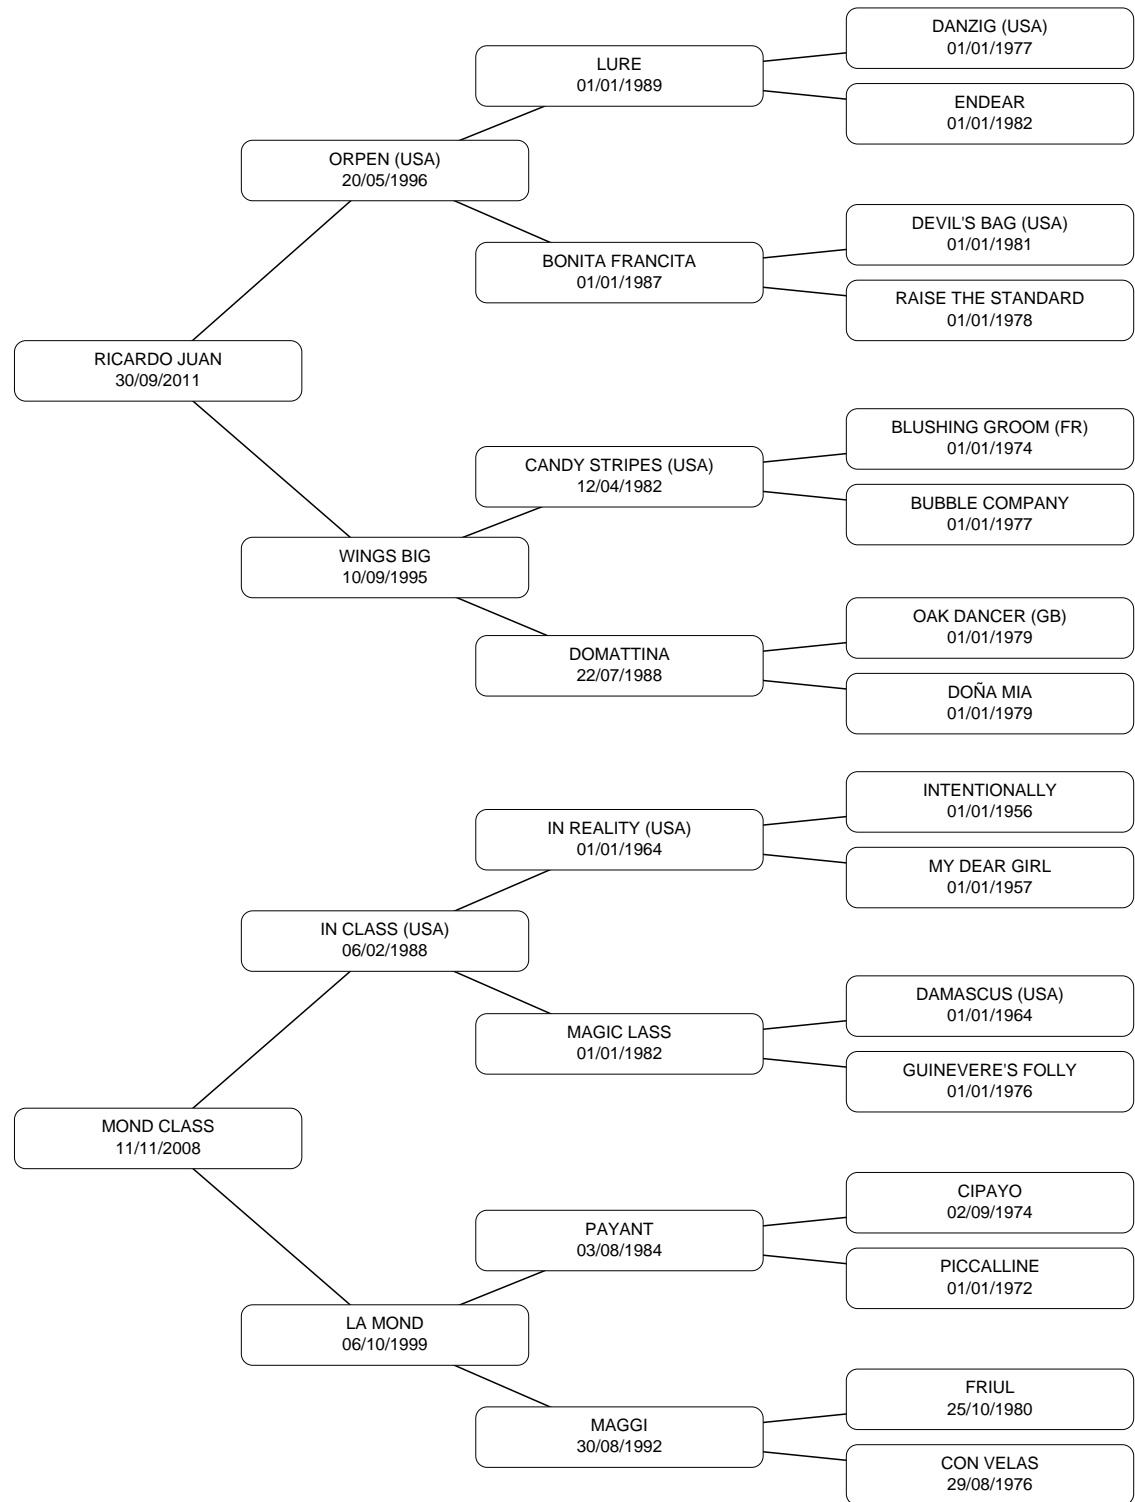 DANZIG (USA)
01/01/1977
LURE
01/01/1989
ENDEAR
01/01/1982
ORPEN (USA)
20/05/1996
DEVIL'S BAG (USA)
01/01/1981
BONITA FRANCITA
01/01/1987
RAISE THE STANDARD
01/01/1978
RICARDO JUAN
30/09/2011
BLUSHING GROOM (FR)
01/01/1974
CANDY STRIPES (USA)
12/04/1982
BUBBLE COMPANY
01/01/1977
WINGS BIG
10/09/1995
OAK DANCER (GB)
01/01/1979
DOMATTINA
22/07/1988
DOÑA MIA
01/01/1979
INTENTIONALLY
01/01/1956
IN REALITY (USA)
01/01/1964
MY DEAR GIRL
01/01/1957
IN CLASS (USA)
06/02/1988
DAMASCUS (USA)
01/01/1964
MAGIC LASS
01/01/1982
GUINEVERE'S FOLLY
01/01/1976
MOND CLASS
11/11/2008
CIPAYO
02/09/1974
PAYANT
03/08/1984
PICCALLINE
01/01/1972
LA MOND
06/10/1999
FRIUL
25/10/1980
MAGGI
30/08/1992
CON VELAS
29/08/1976